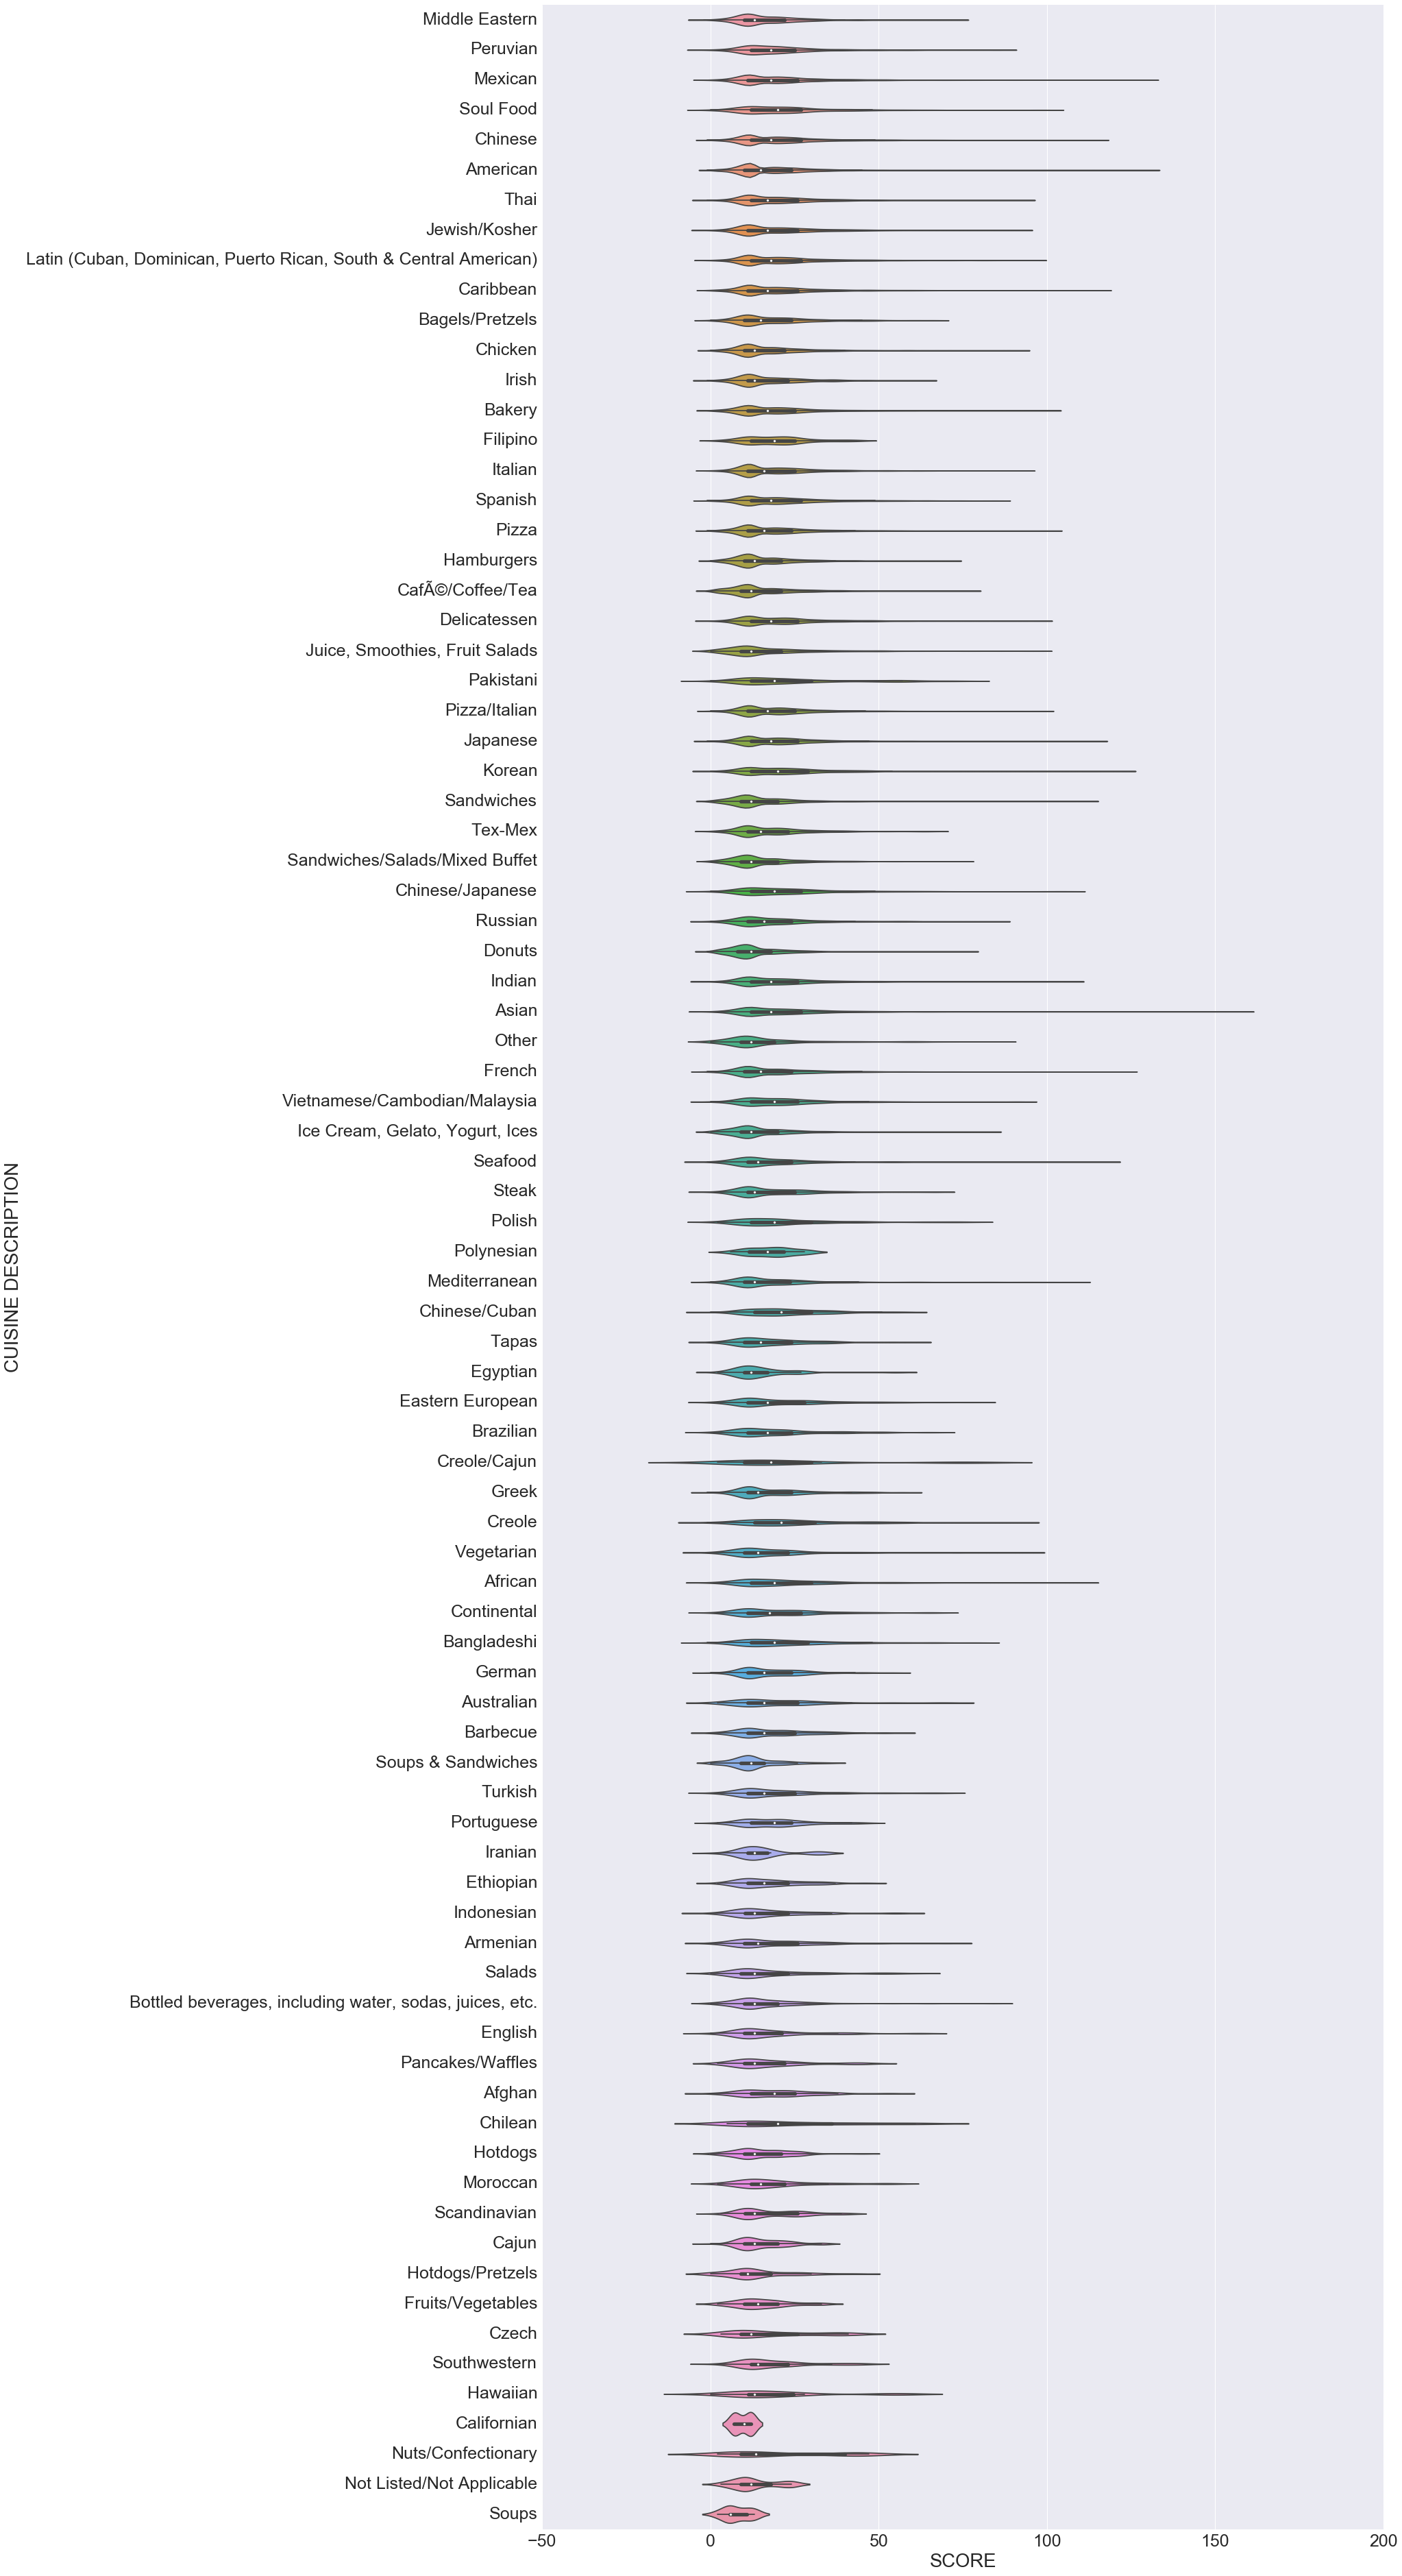 Middle Eastern
Peruvian
Mexican
Soul Food
Chinese
American
Thai
Jewish/Kosher
Latin (Cuban, Dominican, Puerto Rican, South & Central American)
Caribbean
Bagels/Pretzels
Chicken
Irish
Bakery
Filipino
Italian
Spanish
Pizza
Hamburgers
CafÃ©/Coffee/Tea
Delicatessen
Juice, Smoothies, Fruit Salads
Pakistani
Pizza/Italian
Japanese
Korean
Sandwiches
Tex-Mex
Sandwiches/Salads/Mixed Buffet
Chinese/Japanese
Russian
Donuts
Indian
Asian
Other
French
Vietnamese/Cambodian/Malaysia
Ice Cream, Gelato, Yogurt, Ices
Seafood
Steak
Polish
Polynesian
Mediterranean
Chinese/Cuban
Tapas
Egyptian
Eastern European
Brazilian
Creole/Cajun
Greek
Creole
Vegetarian
African
Continental
Bangladeshi
German
Australian
Barbecue
Soups & Sandwiches
Turkish
Portuguese
Iranian
Ethiopian
Indonesian
Armenian
Salads
Bottled beverages, including water, sodas, juices, etc.
English
Pancakes/Waffles
Afghan
Chilean
Hotdogs
Moroccan
Scandinavian
Cajun
Hotdogs/Pretzels
Fruits/Vegetables
Czech
Southwestern
Hawaiian
Californian
Nuts/Confectionary
Not Listed/Not Applicable
Soups
CUISINE DESCRIPTION
−50 0 50 100 150 200
SCORE